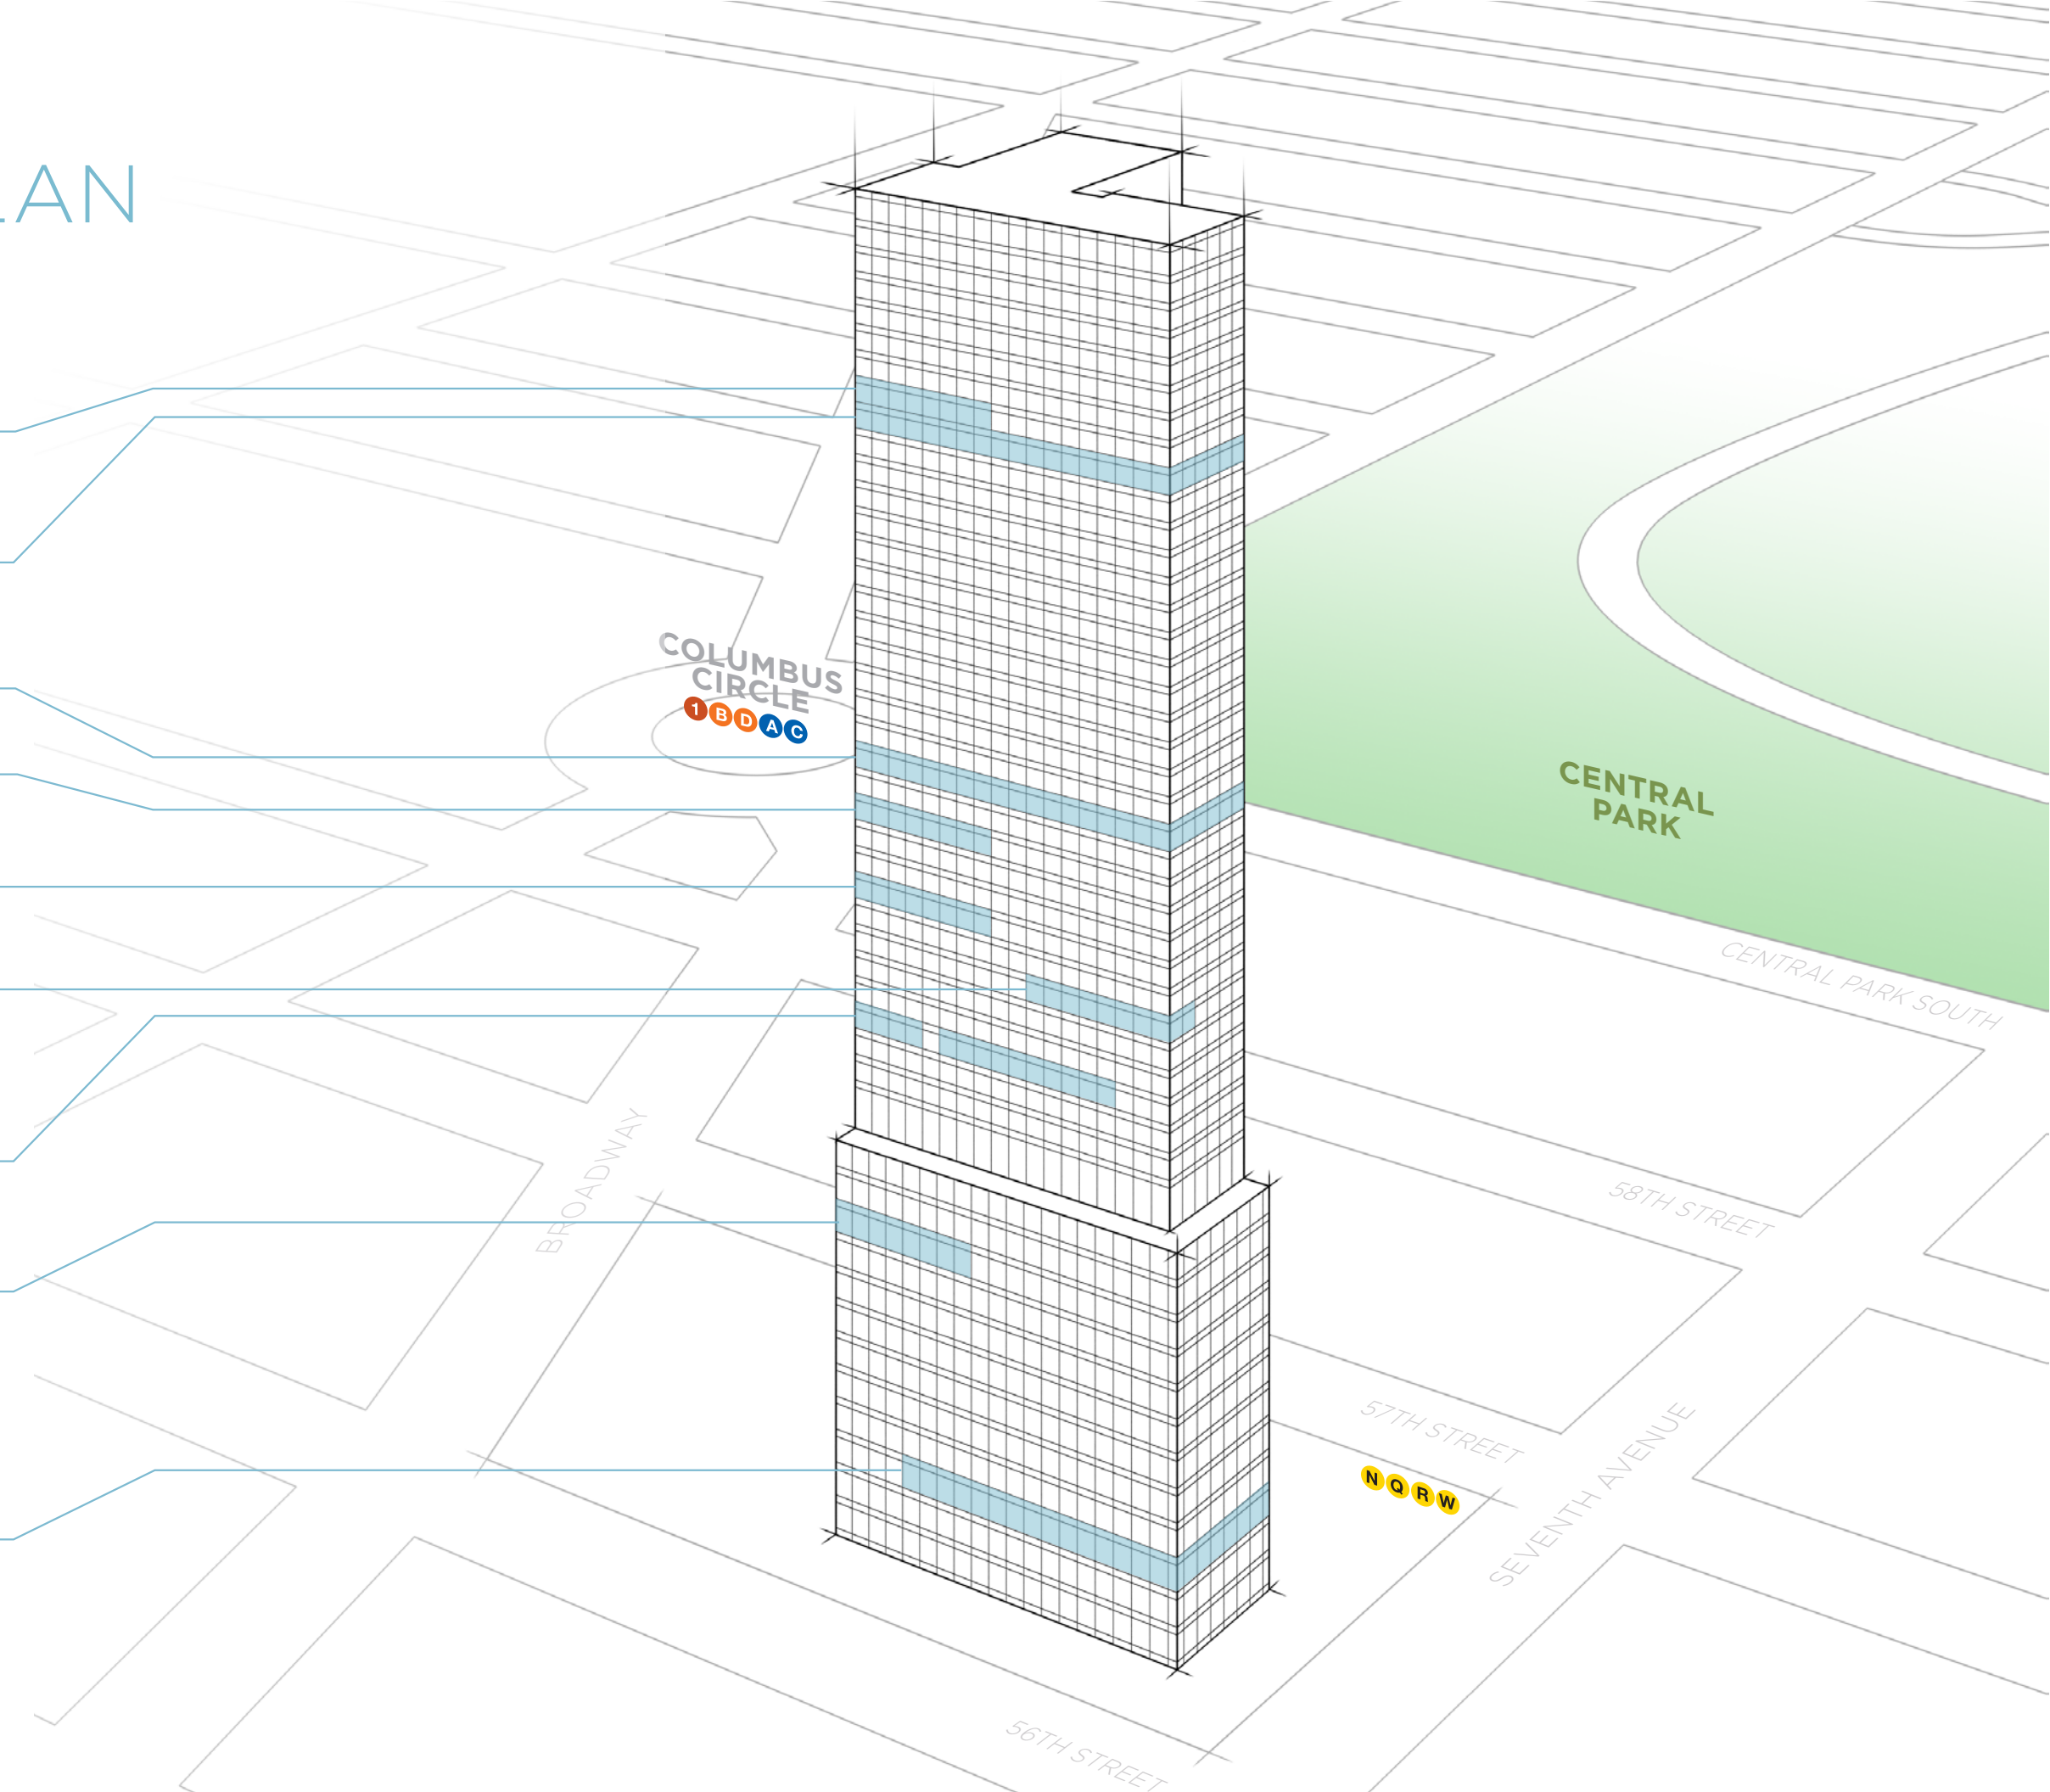 LAN
COLUMBUS
CIRCLE
1 B D A C
CENTRAL
PARK
CENTRAL PARK SOUTH
BROADWAY
58TH STREET
57TH STREET
N Q R W
SEVENTH AVENUE
56TH STREET